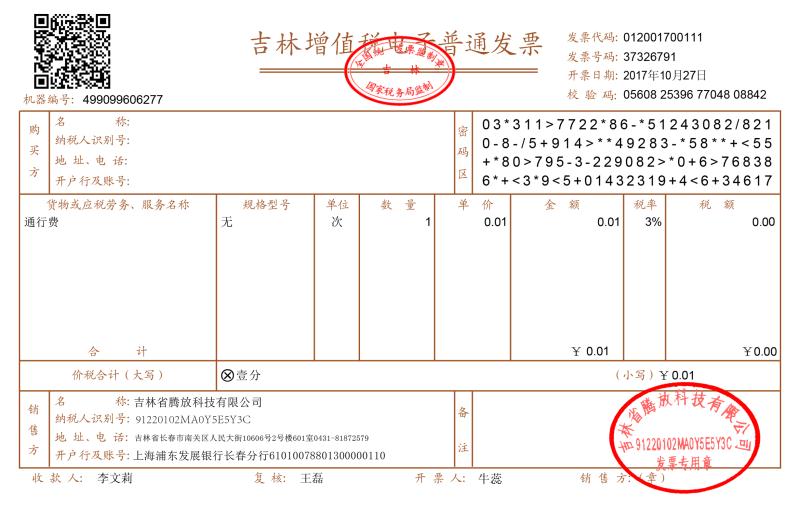 吉林增值税电子普通发票
全国统一发票监制章
吉 林
国家税务局监制
发票代码: 012001700111
发票号码: 37326791
开票日期: 2017年10月27日
校 验 码: 05608 25396 77048 08842
机器编号: 499099606277
购买方
名 称:
纳税人识别号:
地 址、电 话:
开户行及账号:
密码区
03*311>7722*86-*51243082/821
0-8-/5+914>**49283-*58**+<55
+*80>795-3-229082>*0+6>76838
6*+<3*9<5+01432319+4<6+34617
货物或应税劳务、服务名称 规格型号 单位 数 量 单 价 金 额 税率 税 额
通行费 无 次 1 0.01 0.01 3% 0.00
合 计 ￥ 0.01 ￥0.00
价税合计（大写） ⊗壹分 （小写）￥ 0.01
销售方
名 称: 吉林省腾放科技有限公司
纳税人识别号: 91220102MA0Y5E5Y3C
地 址、电 话: 吉林省长春市南关区人民大街10606号2号楼601室0431-81872579
开户行及账号: 上海浦东发展银行长春分行61010078801300000110
备注
吉林省腾放科技有限公司
91220102MA0Y5E5Y3C
发票专用章
收 款 人: 李文莉 复 核: 王磊 开 票 人: 牛蕊 销 售 方:（章）